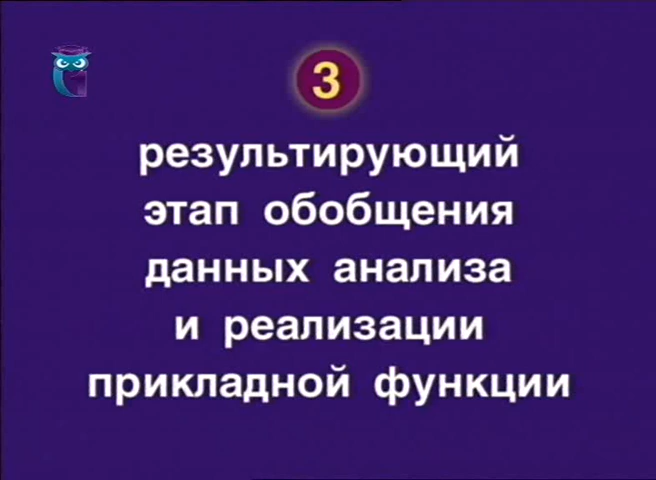 3
результирующий
этап обобщения
данных анализа
и реализации
прикладной функции